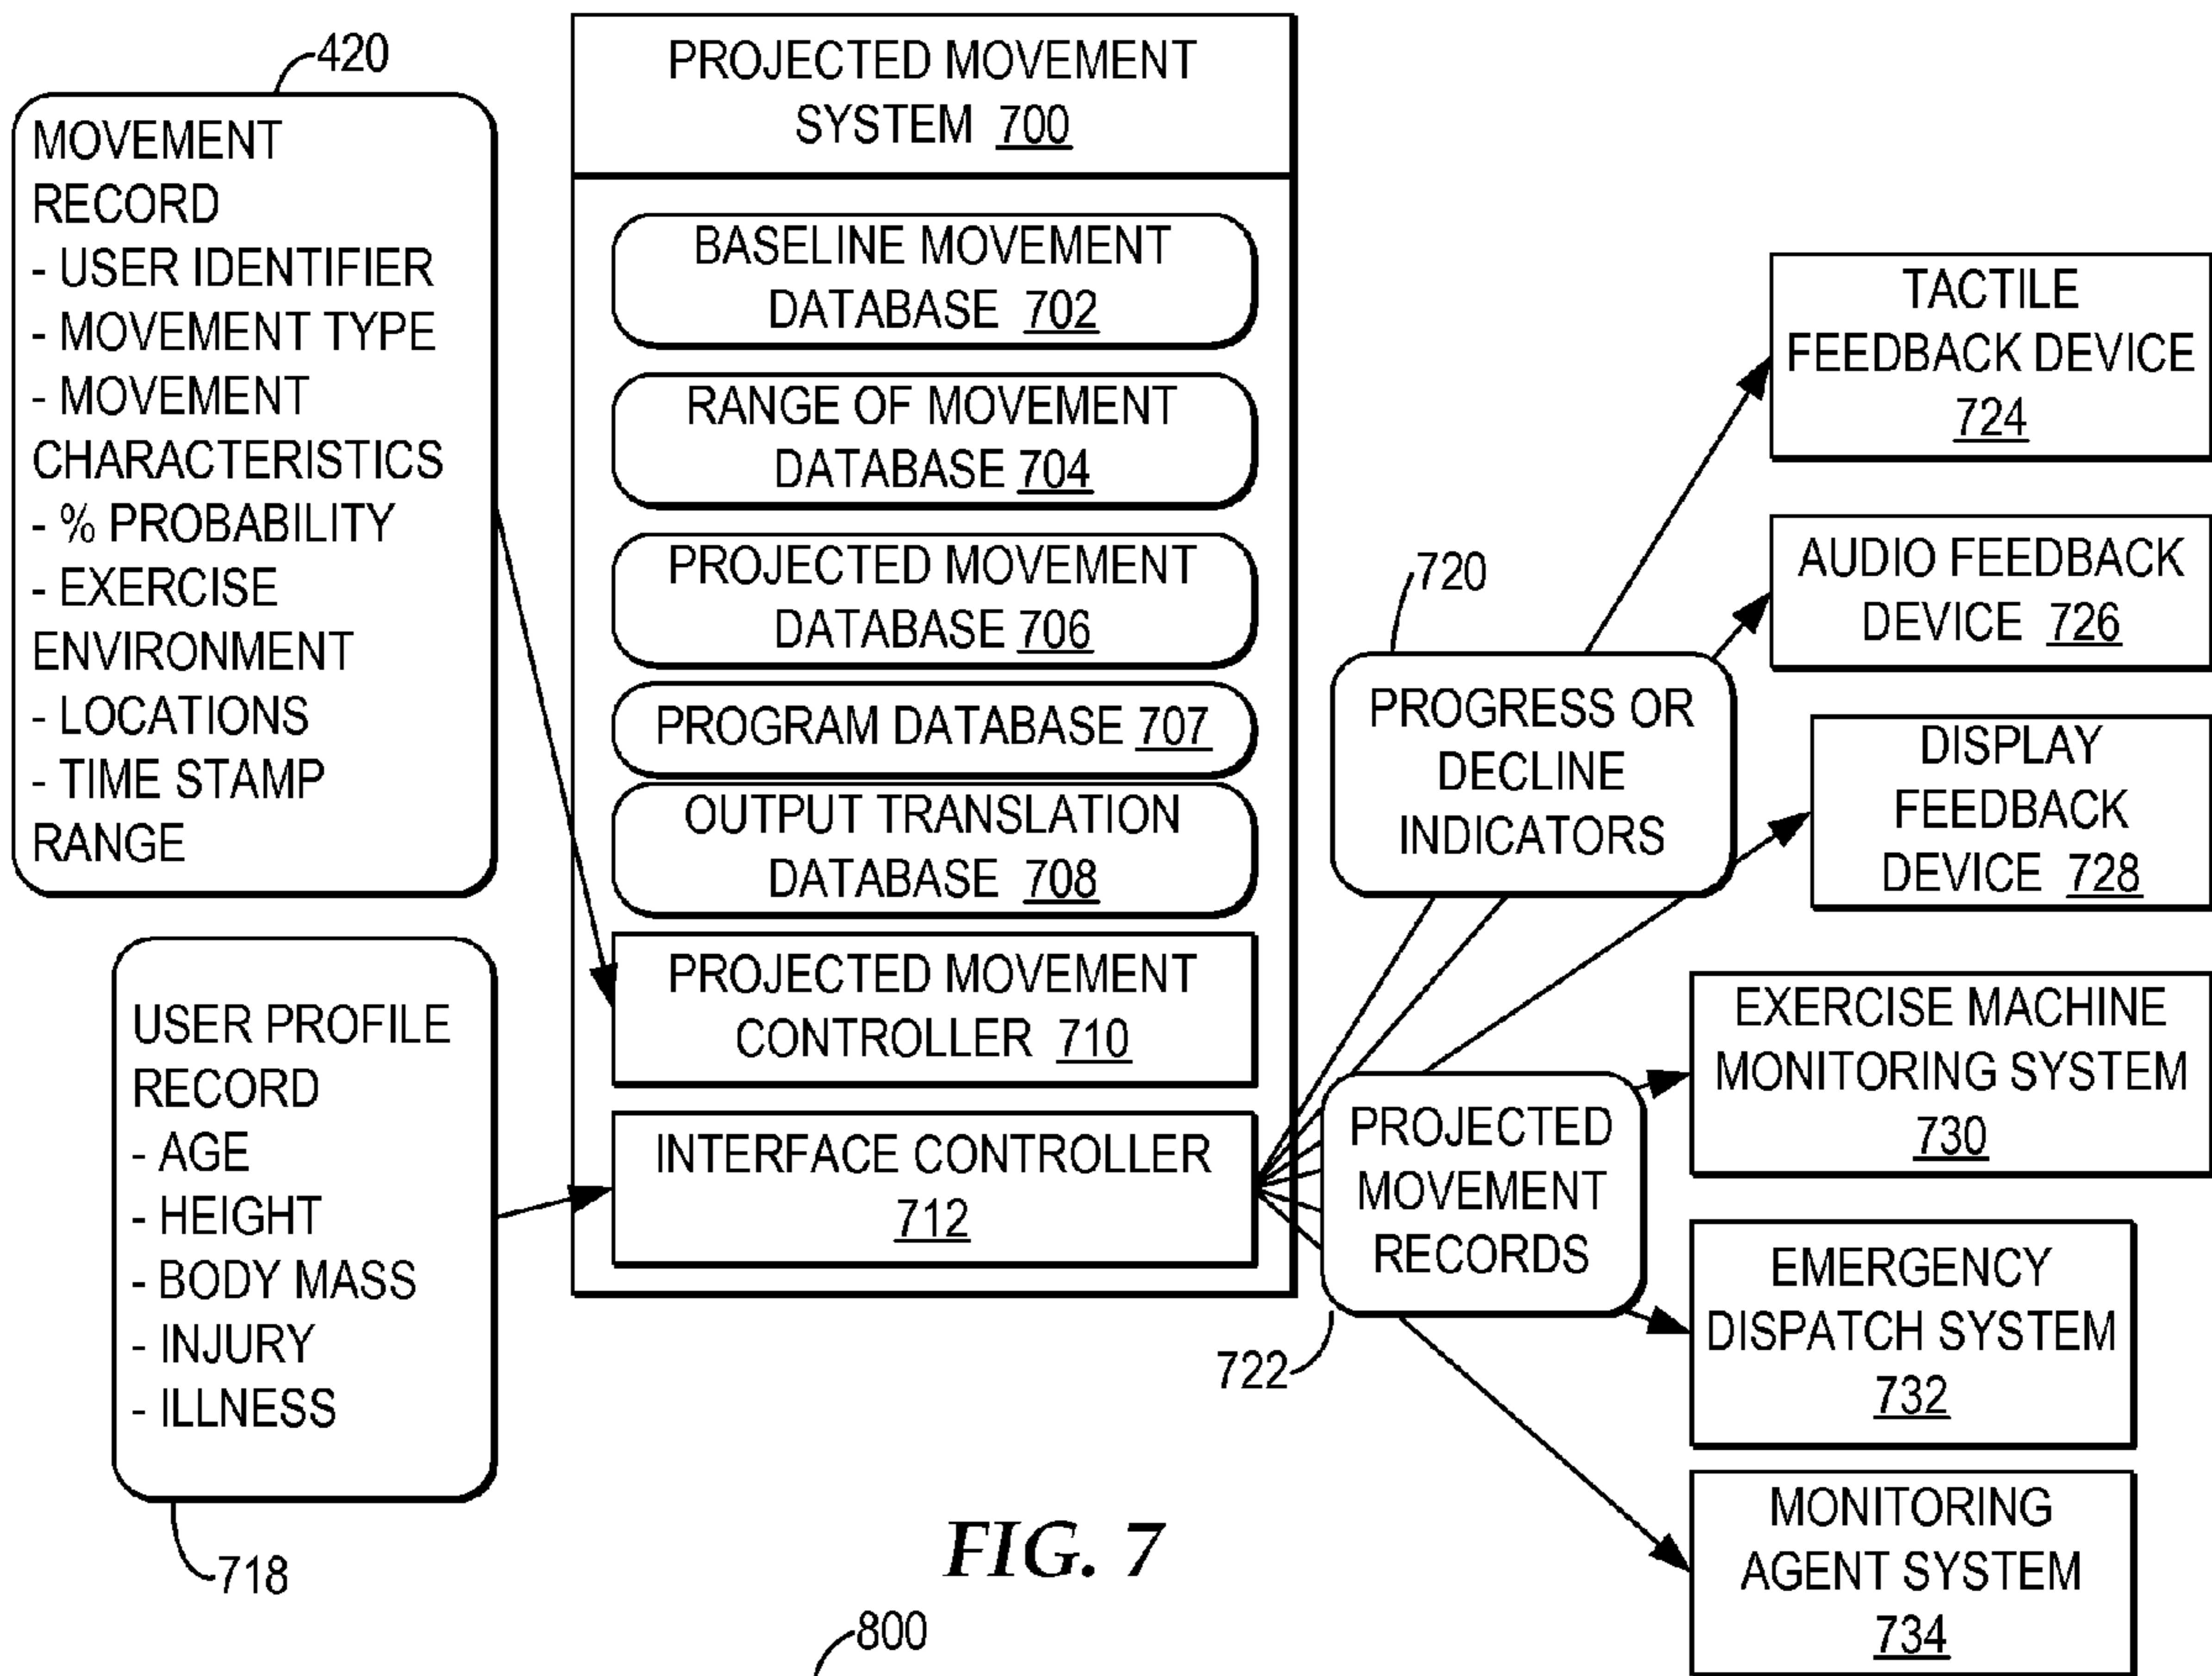 420
MOVEMENT
RECORD
- USER IDENTIFIER
- MOVEMENT TYPE
- MOVEMENT
CHARACTERISTICS
- % PROBABILITY
- EXERCISE
ENVIRONMENT
- LOCATIONS
- TIME STAMP
RANGE
USER PROFILE
RECORD
- AGE
- HEIGHT
- BODY MASS
- INJURY
- ILLNESS
718
PROJECTED MOVEMENT
SYSTEM 700
BASELINE MOVEMENT
DATABASE 702
RANGE OF MOVEMENT
DATABASE 704
PROJECTED MOVEMENT
DATABASE 706
PROGRAM DATABASE 707
OUTPUT TRANSLATION
DATABASE 708
PROJECTED MOVEMENT
CONTROLLER 710
INTERFACE CONTROLLER
712
720
PROGRESS OR
DECLINE
INDICATORS
PROJECTED
MOVEMENT
RECORDS
722
TACTILE
FEEDBACK DEVICE
724
AUDIO FEEDBACK
DEVICE 726
DISPLAY
FEEDBACK
DEVICE 728
EXERCISE MACHINE
MONITORING SYSTEM
730
EMERGENCY
DISPATCH SYSTEM
732
MONITORING
AGENT SYSTEM
734
FIG. 7
800